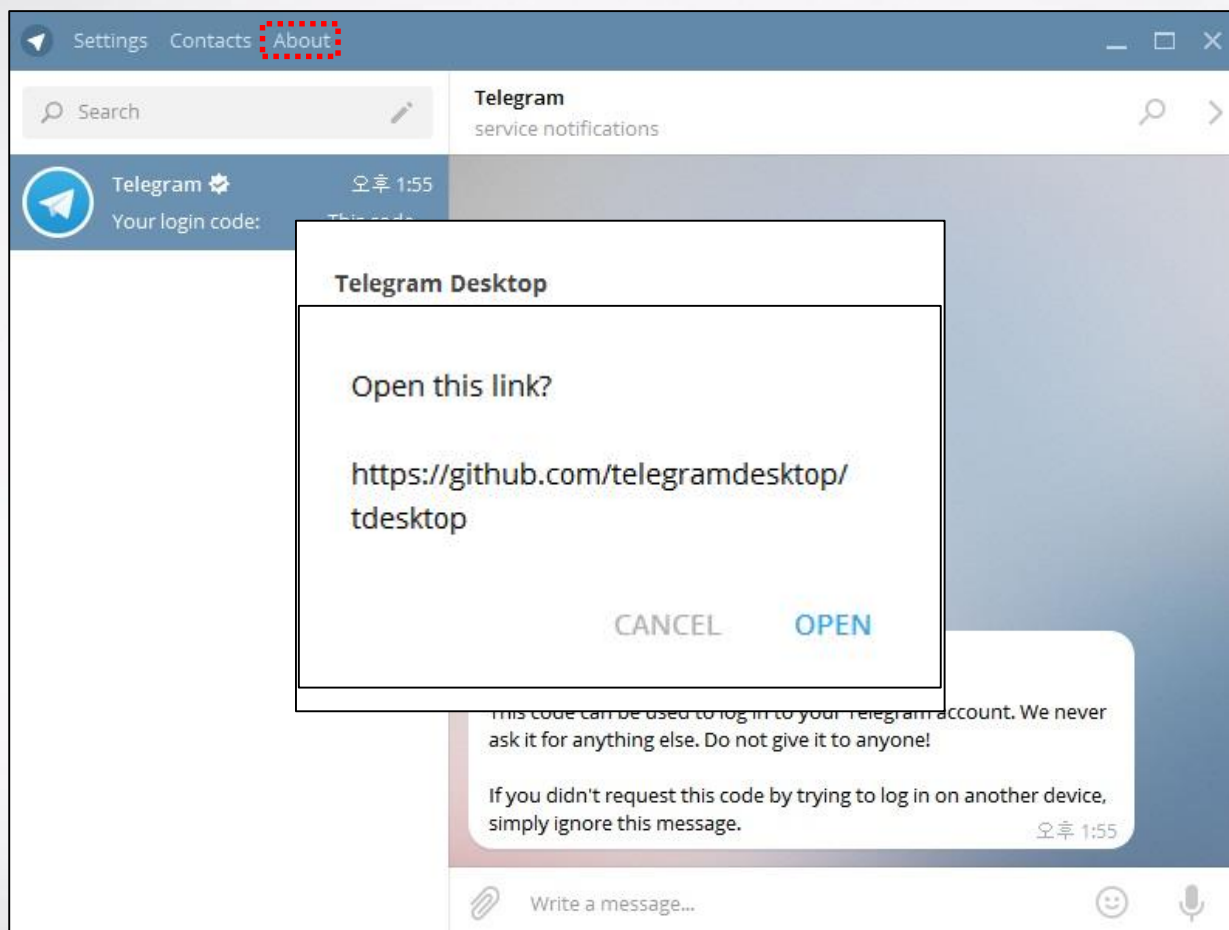 Settings Contacts About
Search
Telegram
service notifications
Telegram
오후 1:55
Your login code:
Telegram Desktop
Open this link?
https://github.com/telegramdesktop/
tdesktop
CANCEL OPEN
This code can be used to log in to your Telegram account. We never
ask it for anything else. Do not give it to anyone!
If you didn't request this code by trying to log in on another device,
simply ignore this message.
오후 1:55
Write a message...